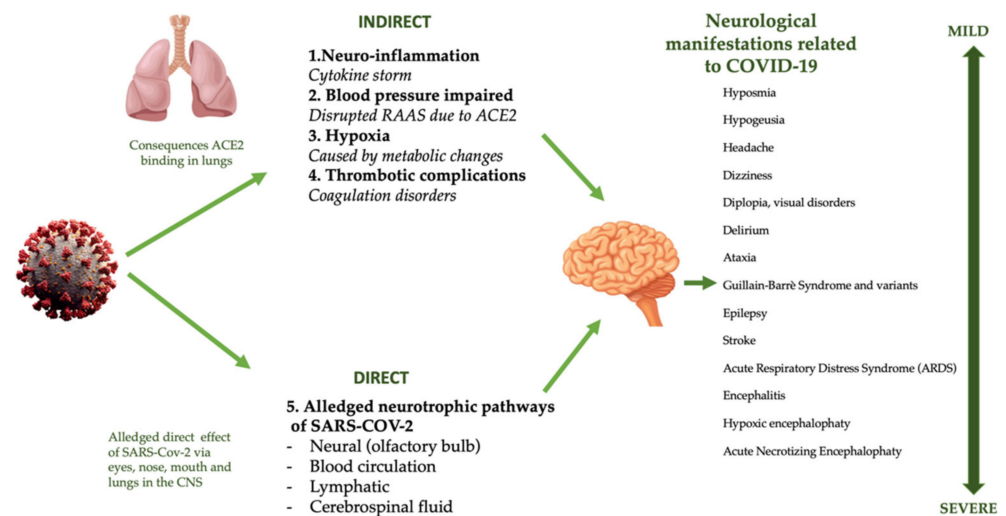 INDIRECT
1.Neuro-inflammation
Cytokine storm
2. Blood pressure impaired
Disrupted RAAS due to ACE2
3. Hypoxia
Caused by metabolic changes
4. Thrombotic complications
Coagulation disorders
Consequences ACE2
binding in lungs
DIRECT
5. Alledged neurotrophic pathways
of SARS-COV-2
- Neural (olfactory bulb)
- Blood circulation
- Lymphatic
- Cerebrospinal fluid
Alledged direct effect
of SARS-Cov-2 via
eyes, nose, mouth and
lungs in the CNS
Neurological
manifestations related
to COVID-19
Hyposmia
Hypogeusia
Headache
Dizziness
Diplopia, visual disorders
Delirium
Ataxia
Guillain-Barrè Syndrome and variants
Epilepsy
Stroke
Acute Respiratory Distress Syndrome (ARDS)
Encephalitis
Hypoxic encephalophaty
Acute Necrotizing Encephalophaty
MILD
SEVERE